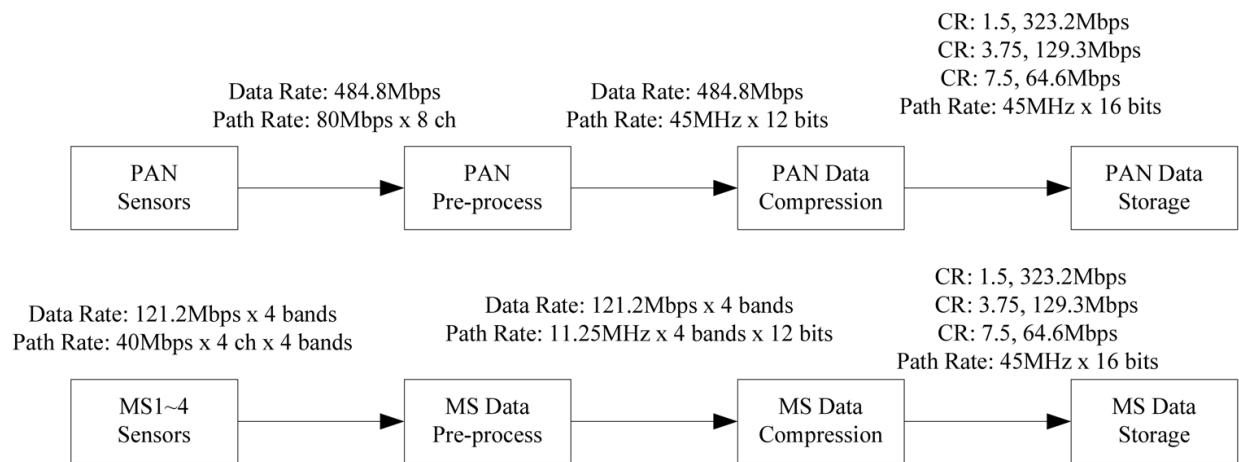 CR: 1.5, 323.2Mbps
CR: 3.75, 129.3Mbps
CR: 7.5, 64.6Mbps
Path Rate: 45MHz x 16 bits
Data Rate: 484.8Mbps
Path Rate: 80Mbps x 8 ch
Data Rate: 484.8Mbps
Path Rate: 45MHz x 12 bits
PAN
Sensors
PAN
Pre-process
PAN Data
Compression
PAN Data
Storage
CR: 1.5, 323.2Mbps
CR: 3.75, 129.3Mbps
CR: 7.5, 64.6Mbps
Path Rate: 45MHz x 16 bits
Data Rate: 121.2Mbps x 4 bands
Path Rate: 40Mbps x 4 ch x 4 bands
Data Rate: 121.2Mbps x 4 bands
Path Rate: 11.25MHz x 4 bands x 12 bits
MS1~4
Sensors
MS Data
Pre-process
MS Data
Compression
MS Data
Storage